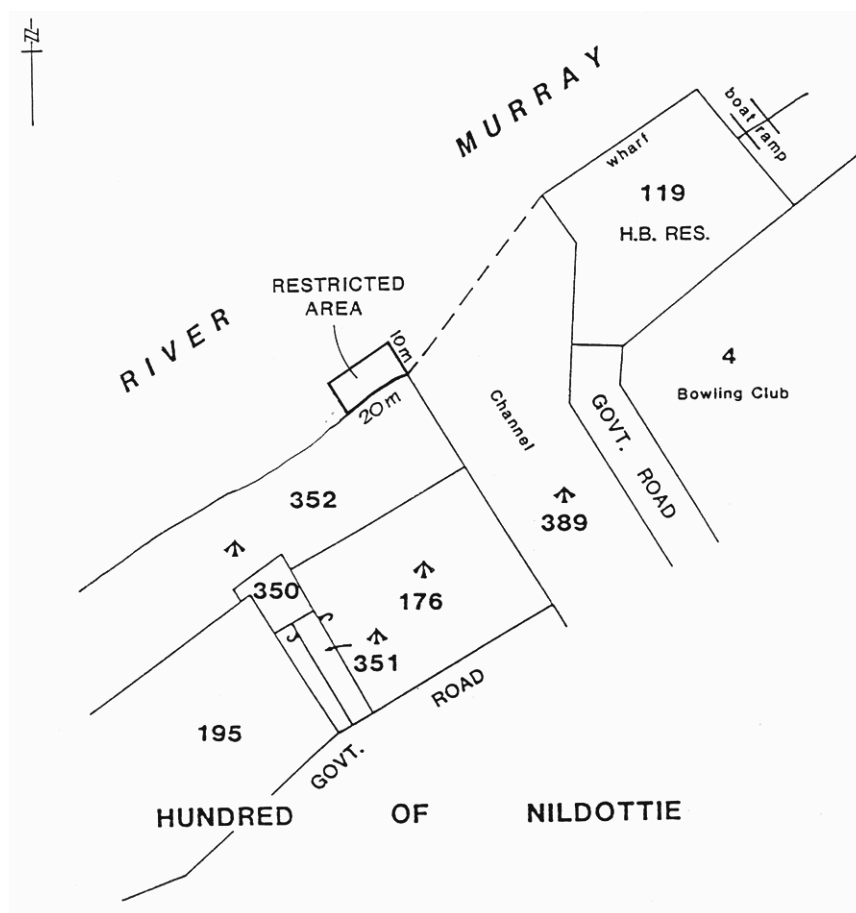 N
MURRAY
boat ramp
wharf
119
H.B. RES.
RESTRICTED
AREA
RIVER
10m
20m
4
Bowling Club
Channel
GOVT. ROAD
352
389
350
176
351
195
GOVT. ROAD
HUNDRED OF NILDOTTIE